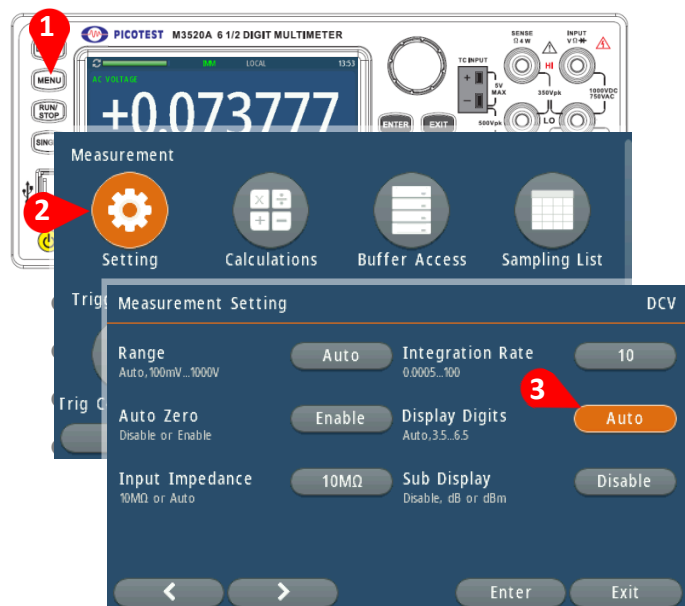 1
PICOTEST M3520A 6 1/2 DIGIT MULTIMETER
MENU
RUN/
STOP
IMM LOCAL 13:53
AC VOLTAGE
+0.073777
ENTER EXIT
TC INPUT
+
5V
MAX
−
500Vpk
SENSE
Ω 4 W
INPUT
V Ω
HI
350Vpk
1000VDC
750VAC
LO
Measurement
2
Setting Calculations Buffer Access Sampling List
Measurement Setting DCV
Range Auto Integration Rate 10
Auto,100mV...1000V 0.0005...100
3
Auto Zero Enable Display Digits Auto
Disable or Enable Auto,3.5...6.5
Input Impedance 10MΩ Sub Display Disable
10MΩ or Auto Disable, dB or dBm
Enter Exit